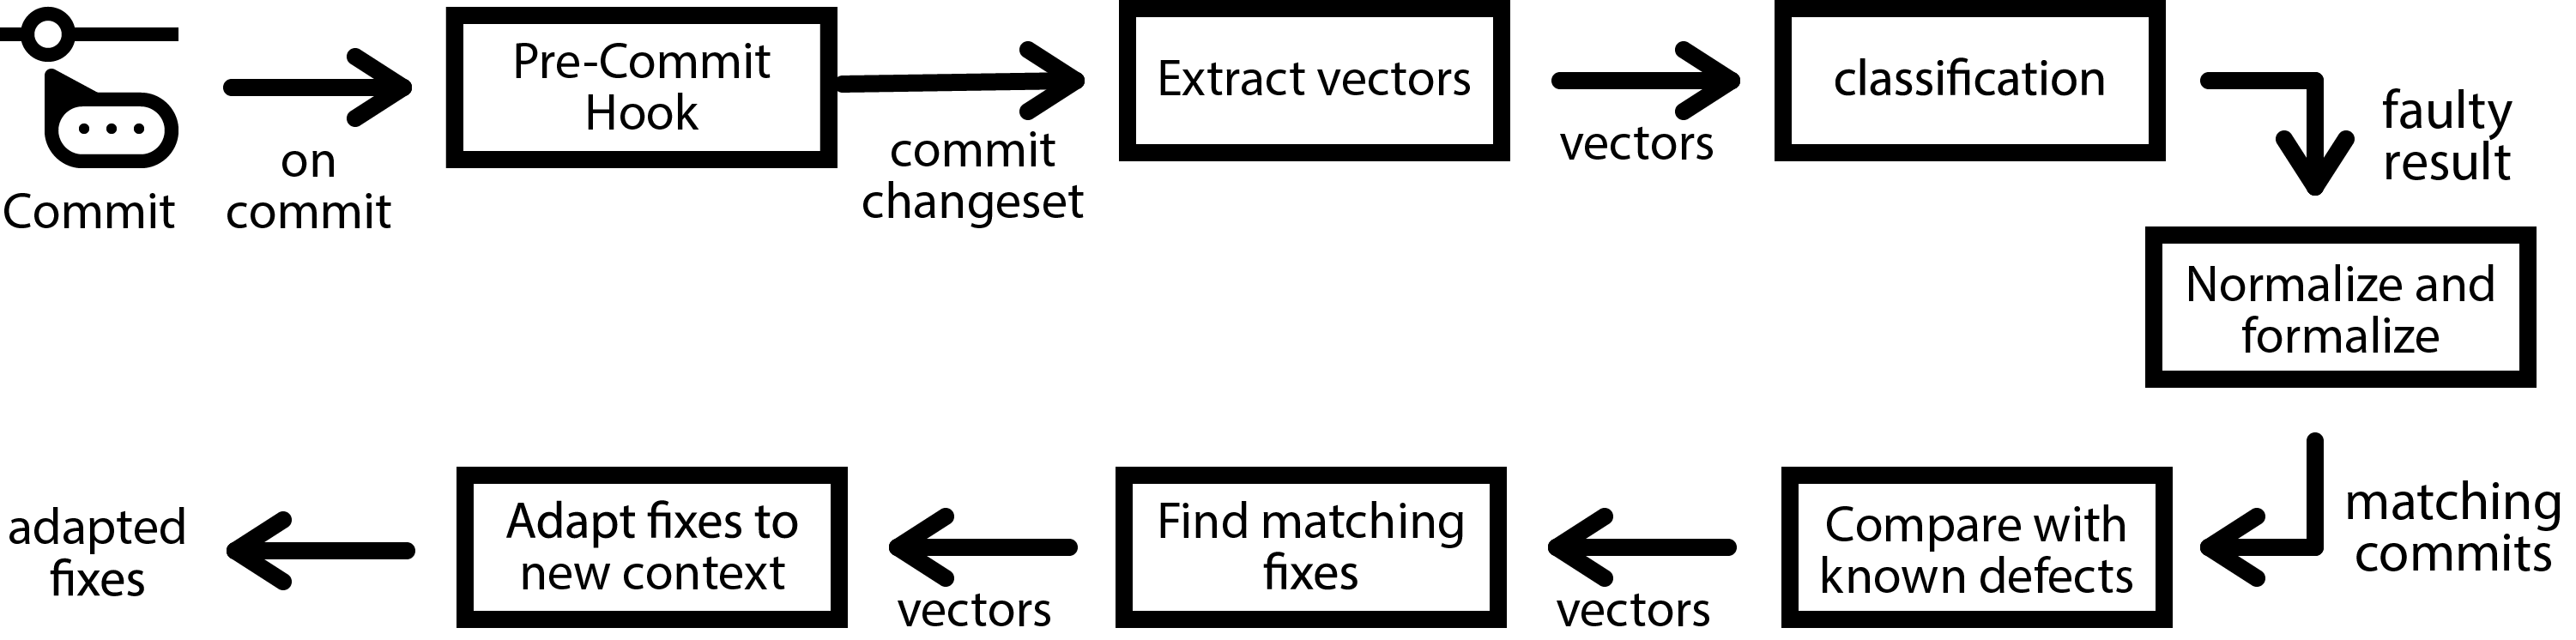 Commit
on
commit
Pre-Commit
Hook
commit
changeset
Extract vectors
vectors
classification
faulty
result
Normalize and
formalize
matching
commits
Compare with
known defects
vectors
Find matching
fixes
vectors
Adapt fixes to
new context
adapted
fixes